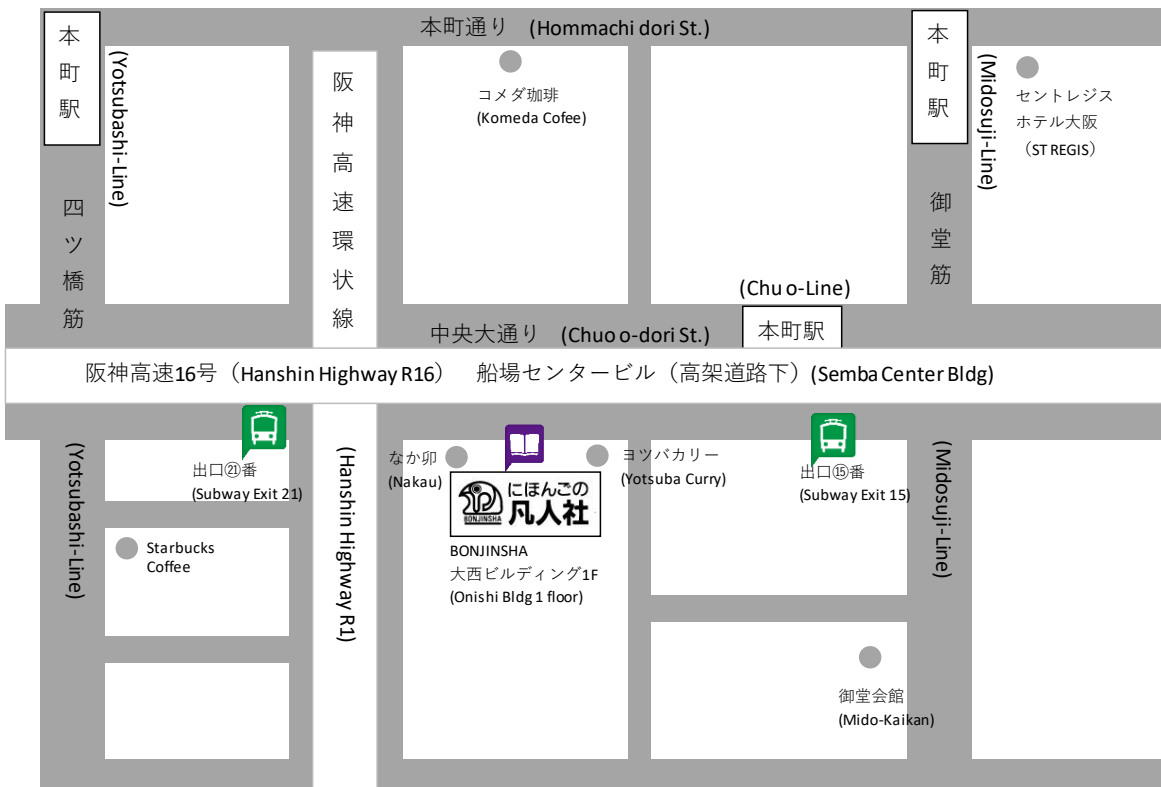 本町通り (Hommachi dori St.)
本町駅
(Yotsubashi-Line)
四ツ橋筋
阪神高速環状線
コメダ珈琲
(Komeda Cofee)
本町駅
(Midosuji-Line)
御堂筋
セントレジス
ホテル大阪
（ST REGIS）
(Chu o-Line)
本町駅
中央大通り (Chuo o-dori St.)
阪神高速16号（Hanshin Highway R16） 船場センタービル（高架道路下）(Semba Center Bldg)
(Yotsubashi-Line)
出口㉑番
(Subway Exit 21)
Starbucks
Coffee
(Hanshin Highway R1)
なか卯
(Nakau)
ヨツバカリー
(Yotsuba Curry)
BONJINSHA
にほんごの
凡人社
BONJINSHA
大西ビルディング1F
(Onishi Bldg 1 floor)
出口⑮番
(Subway Exit 15)
(Midosuji-Line)
御堂会館
(Mido-Kaikan)